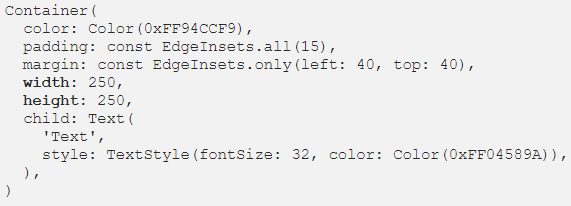 Container(
  color: Color(0xFF94CCF9),
  padding: const EdgeInsets.all(15),
  margin: const EdgeInsets.only(left: 40, top: 40),
  width: 250,
  height: 250,
  child: Text(
    'Text',
    style: TextStyle(fontSize: 32, color: Color(0xFF04589A)),
  ),
)